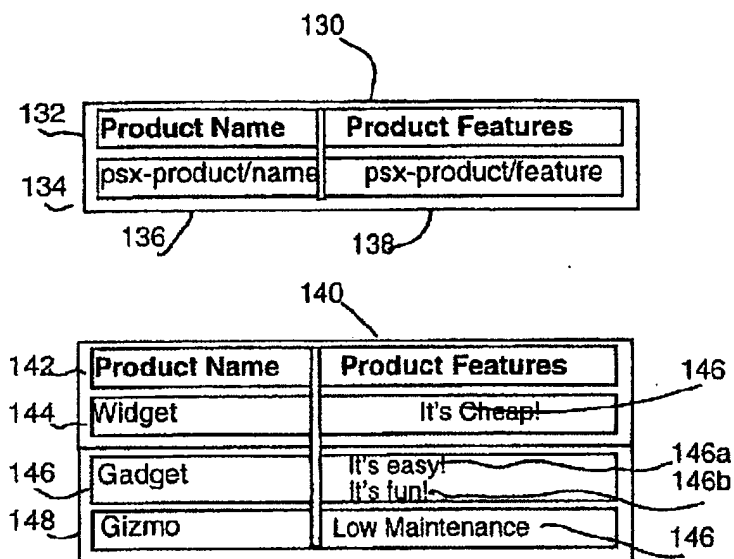 130
132 Product Name Product Features
134 psx-product/name psx-product/feature
136 138
140
142 Product Name Product Features 146
144 Widget It's Cheap!
146 Gadget It's easy! 146a
It's fun! 146b
148 Gizmo Low Maintenance 146